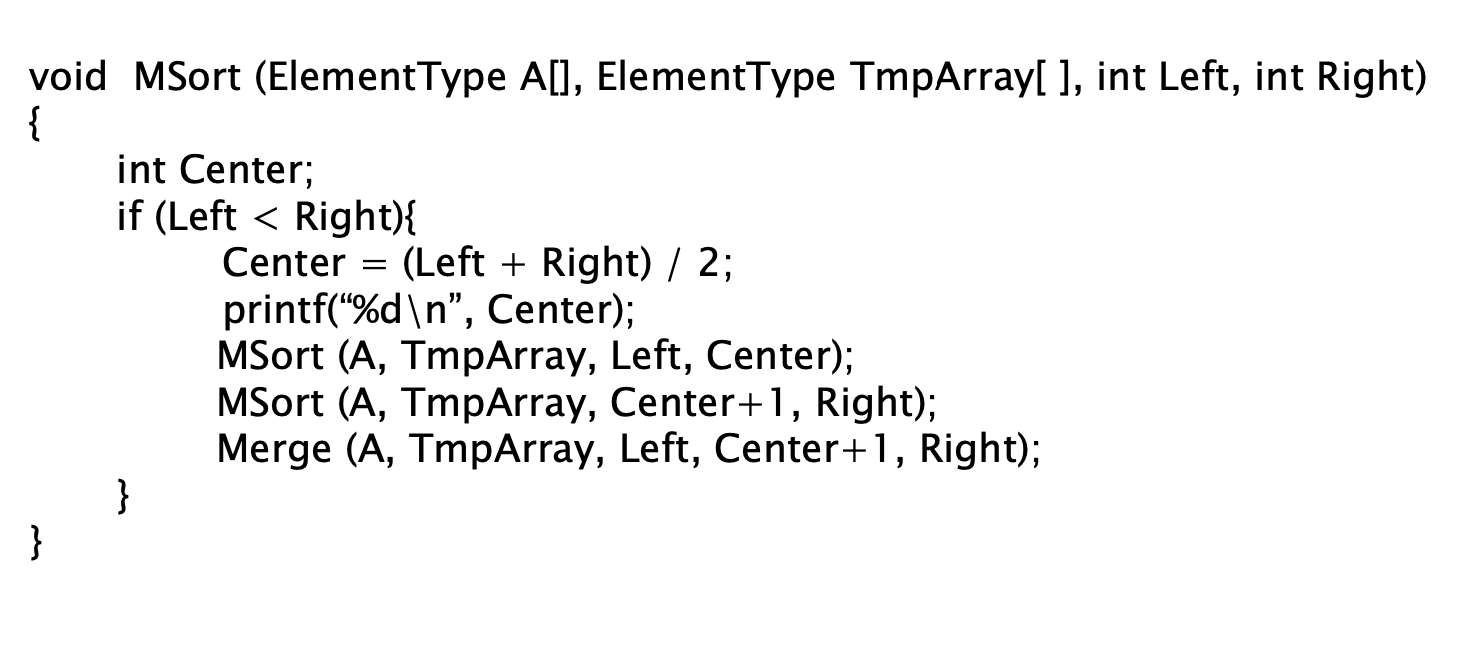 void  MSort (ElementType A[], ElementType TmpArray[ ], int Left, int Right)
{
int Center;
if (Left < Right){
Center = (Left + Right) / 2;
printf(“%d\n”, Center);
MSort (A, TmpArray, Left, Center);
MSort (A, TmpArray, Center+1, Right);
Merge (A, TmpArray, Left, Center+1, Right);
}
}